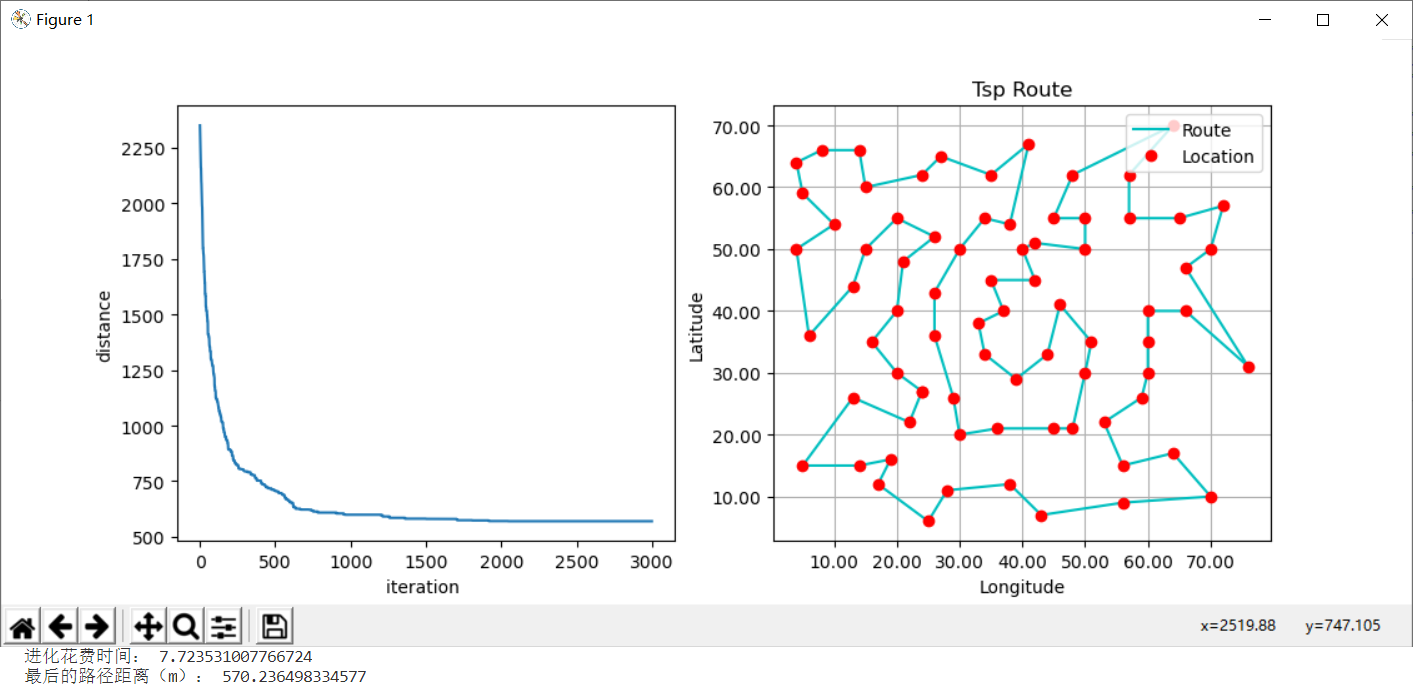 Figure 1
2250
2000
1750
1500
1250
1000
750
500
distance
0 500 1000 1500 2000 2500 3000
iteration
Tsp Route
Route
Location
70.00
60.00
50.00
40.00
30.00
20.00
10.00
Latitude
10.00 20.00 30.00 40.00 50.00 60.00 70.00
Longitude
x=2519.88 y=747.105
进化花费时间： 7.723531007766724
最后的路径距离（m）： 570.236498334577